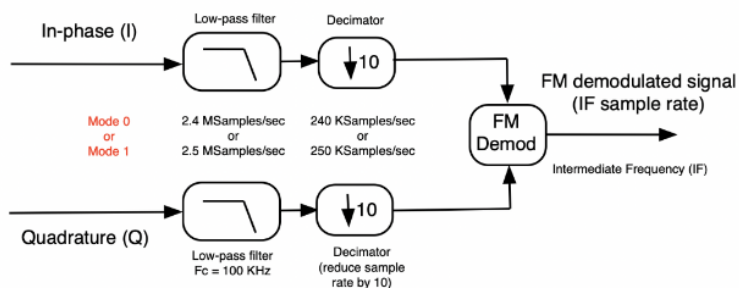 Low-pass filter
Decimator
In-phase (I)
10
FM demodulated signal
(IF sample rate)
Mode 0
or
Mode 1
2.4 MSamples/sec
or
2.5 MSamples/sec
240 KSamples/sec
or
250 KSamples/sec
FM
Demod
Intermediate Frequency (IF)
10
Quadrature (Q)
Low-pass filter
Fc = 100 KHz
Decimator
(reduce sample
rate by 10)